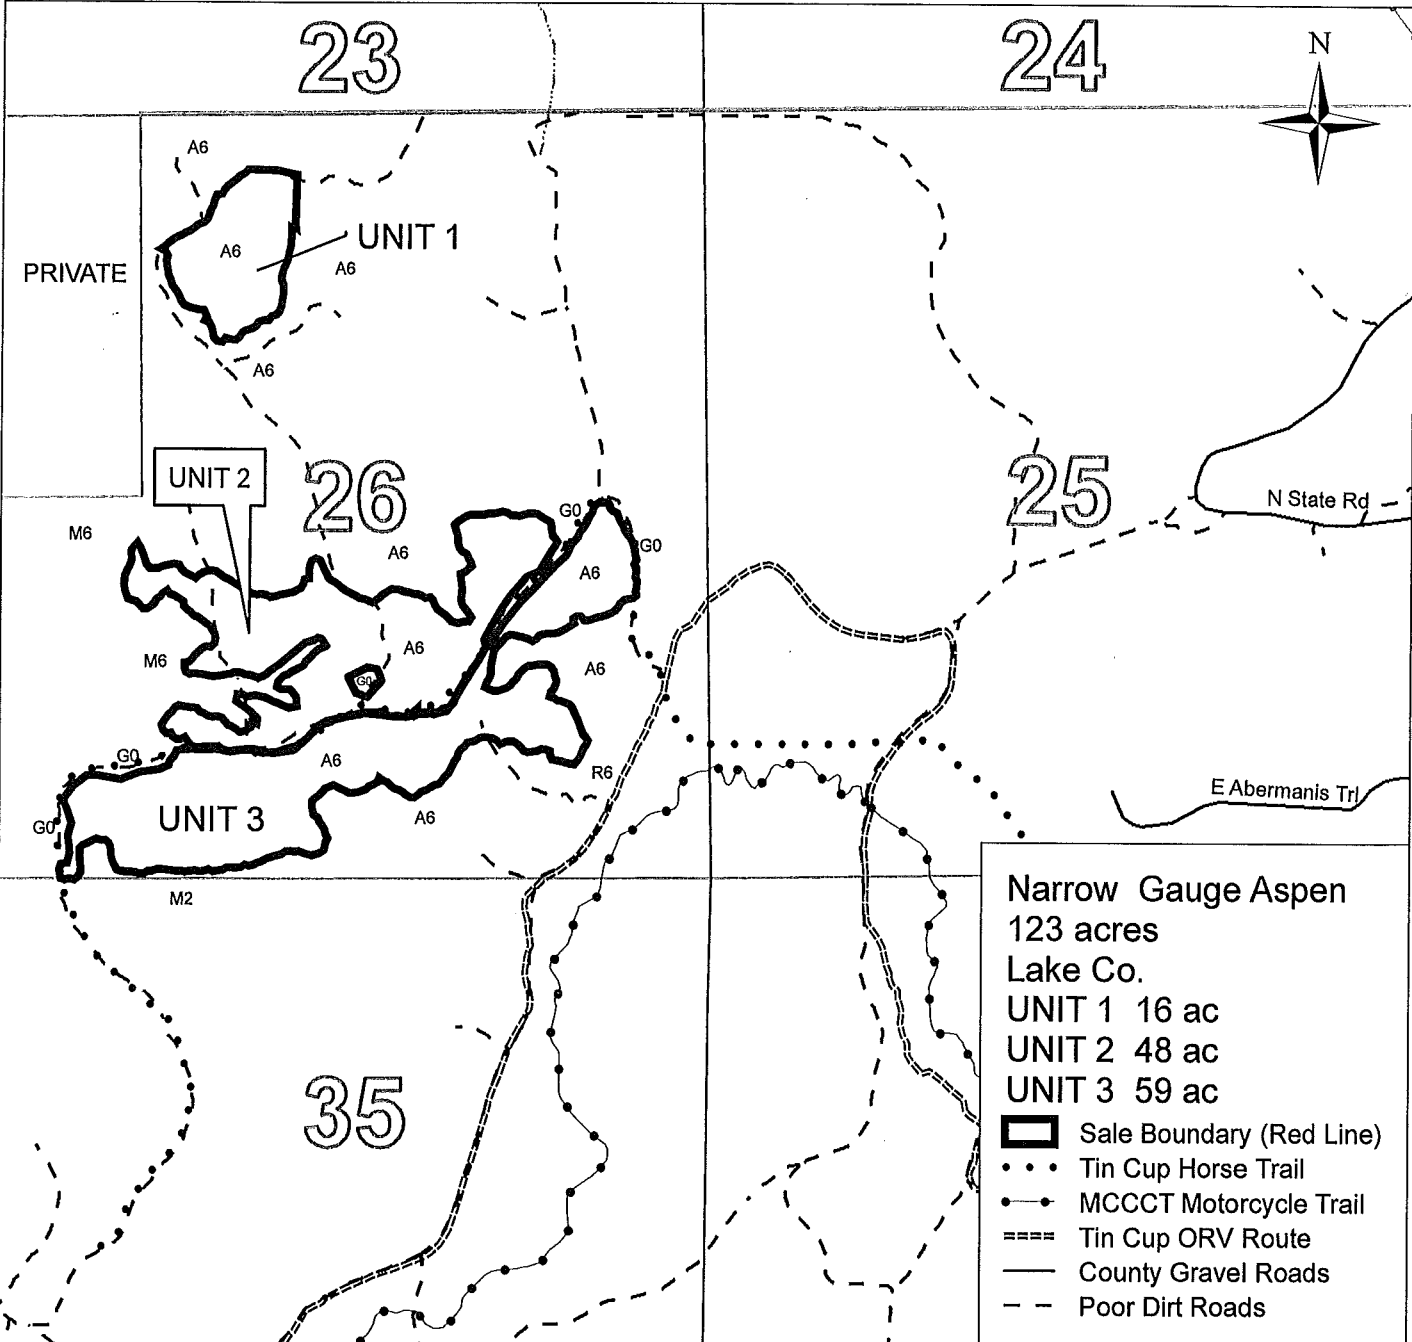 23
24
N
A6
UNIT 1
A6
A6
PRIVATE
A6
UNIT 2
26
25
N State Rd
G0
M6
A6
G0
A6
A6
M6
A6
G0
G0
A6
R6
E Abermanis Trl
UNIT 3
A6
G0
M2
35
Narrow Gauge Aspen
123 acres
Lake Co.
UNIT 1 16 ac
UNIT 2 48 ac
UNIT 3 59 ac
Sale Boundary (Red Line)
Tin Cup Horse Trail
MCCCT Motorcycle Trail
Tin Cup ORV Route
County Gravel Roads
Poor Dirt Roads